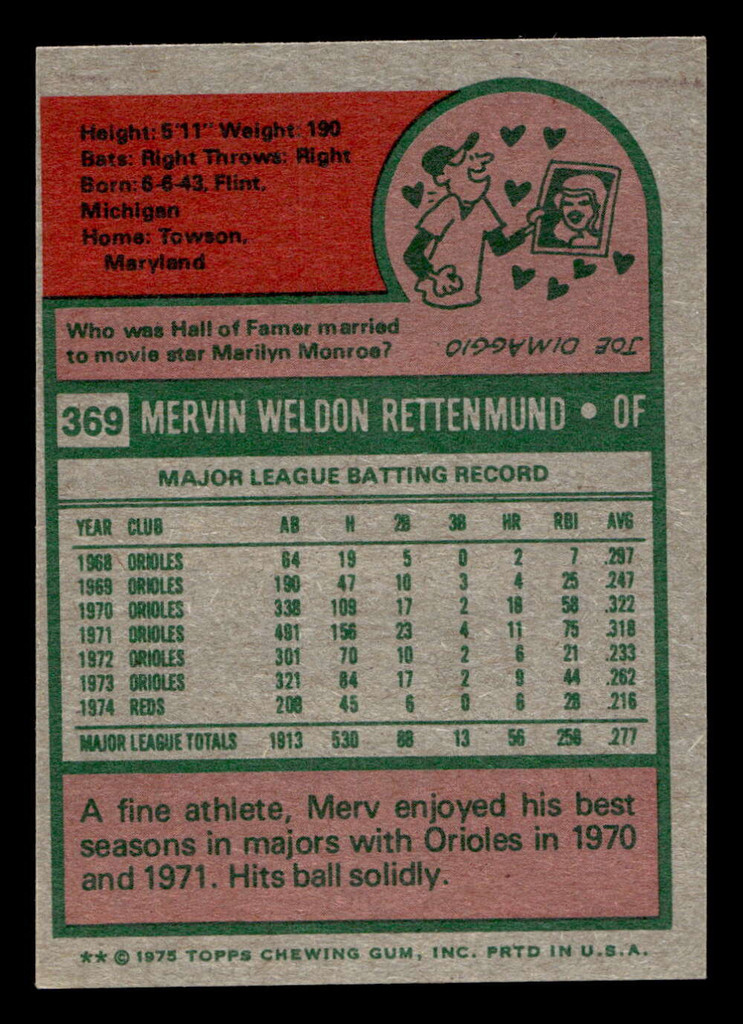 Height: 5'11" Weight: 190
Bats: Right Throws: Right
Born: 6-6-43, Flint,
Michigan
Home: Towson,
Maryland
Who was Hall of Famer married
to movie star Marilyn Monroe?
JOE DIMAGGIO
369 MERVIN WELDON RETTENMUND • OF
MAJOR LEAGUE BATTING RECORD
YEAR CLUB AB H 2B 3B HR RBI AVG
1968 ORIOLES 64 19 5 0 2 7 .297
1969 ORIOLES 190 47 10 3 4 25 .247
1970 ORIOLES 338 109 17 2 18 58 .322
1971 ORIOLES 491 156 23 4 11 75 .318
1972 ORIOLES 301 70 10 2 6 21 .233
1973 ORIOLES 321 84 17 2 9 44 .262
1974 REDS 208 45 6 0 6 28 .216
MAJOR LEAGUE TOTALS 1913 530 88 13 56 258 .277
A fine athlete, Merv enjoyed his best
seasons in majors with Orioles in 1970
and 1971. Hits ball solidly.
** © 1975 TOPPS CHEWING GUM, INC. PRTD IN U.S.A.